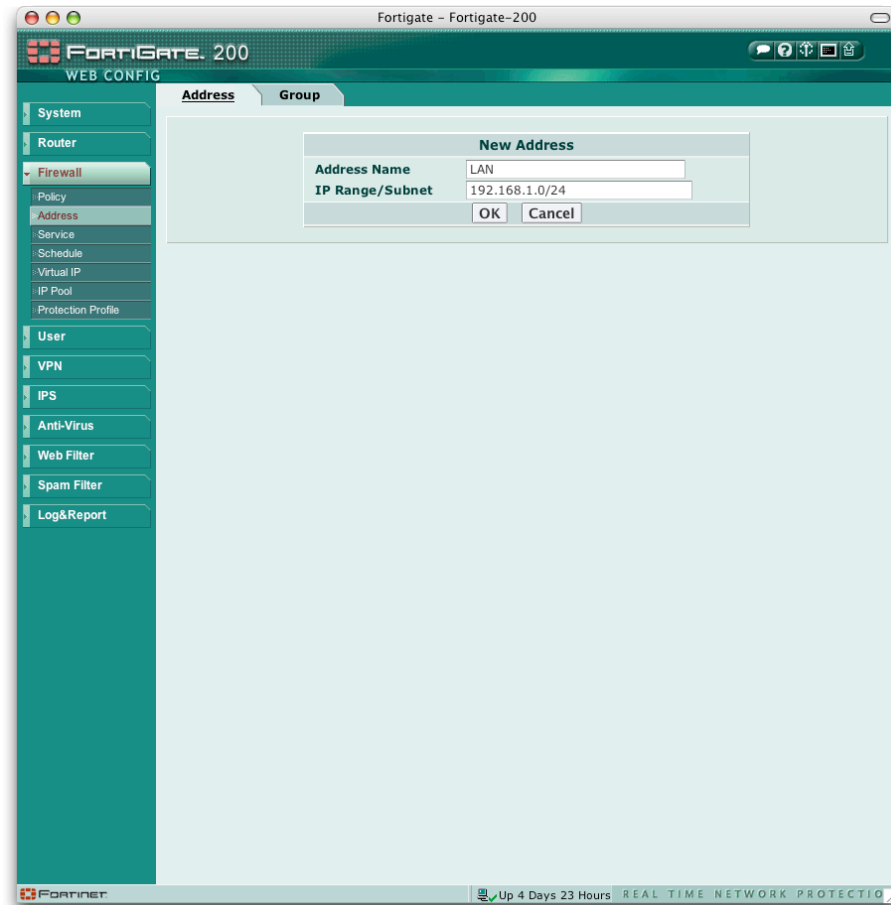 Fortigate – Fortigate-200
FORTIGATE. 200
WEB CONFIG
Address Group
System
Router
Firewall
Policy
Address
Service
Schedule
Virtual IP
IP Pool
Protection Profile
User
VPN
IPS
Anti-Virus
Web Filter
Spam Filter
Log&Report
New Address
Address Name LAN
IP Range/Subnet 192.168.1.0/24
OK Cancel
FORTINET. Up 4 Days 23 Hours REAL TIME NETWORK PROTECTIO